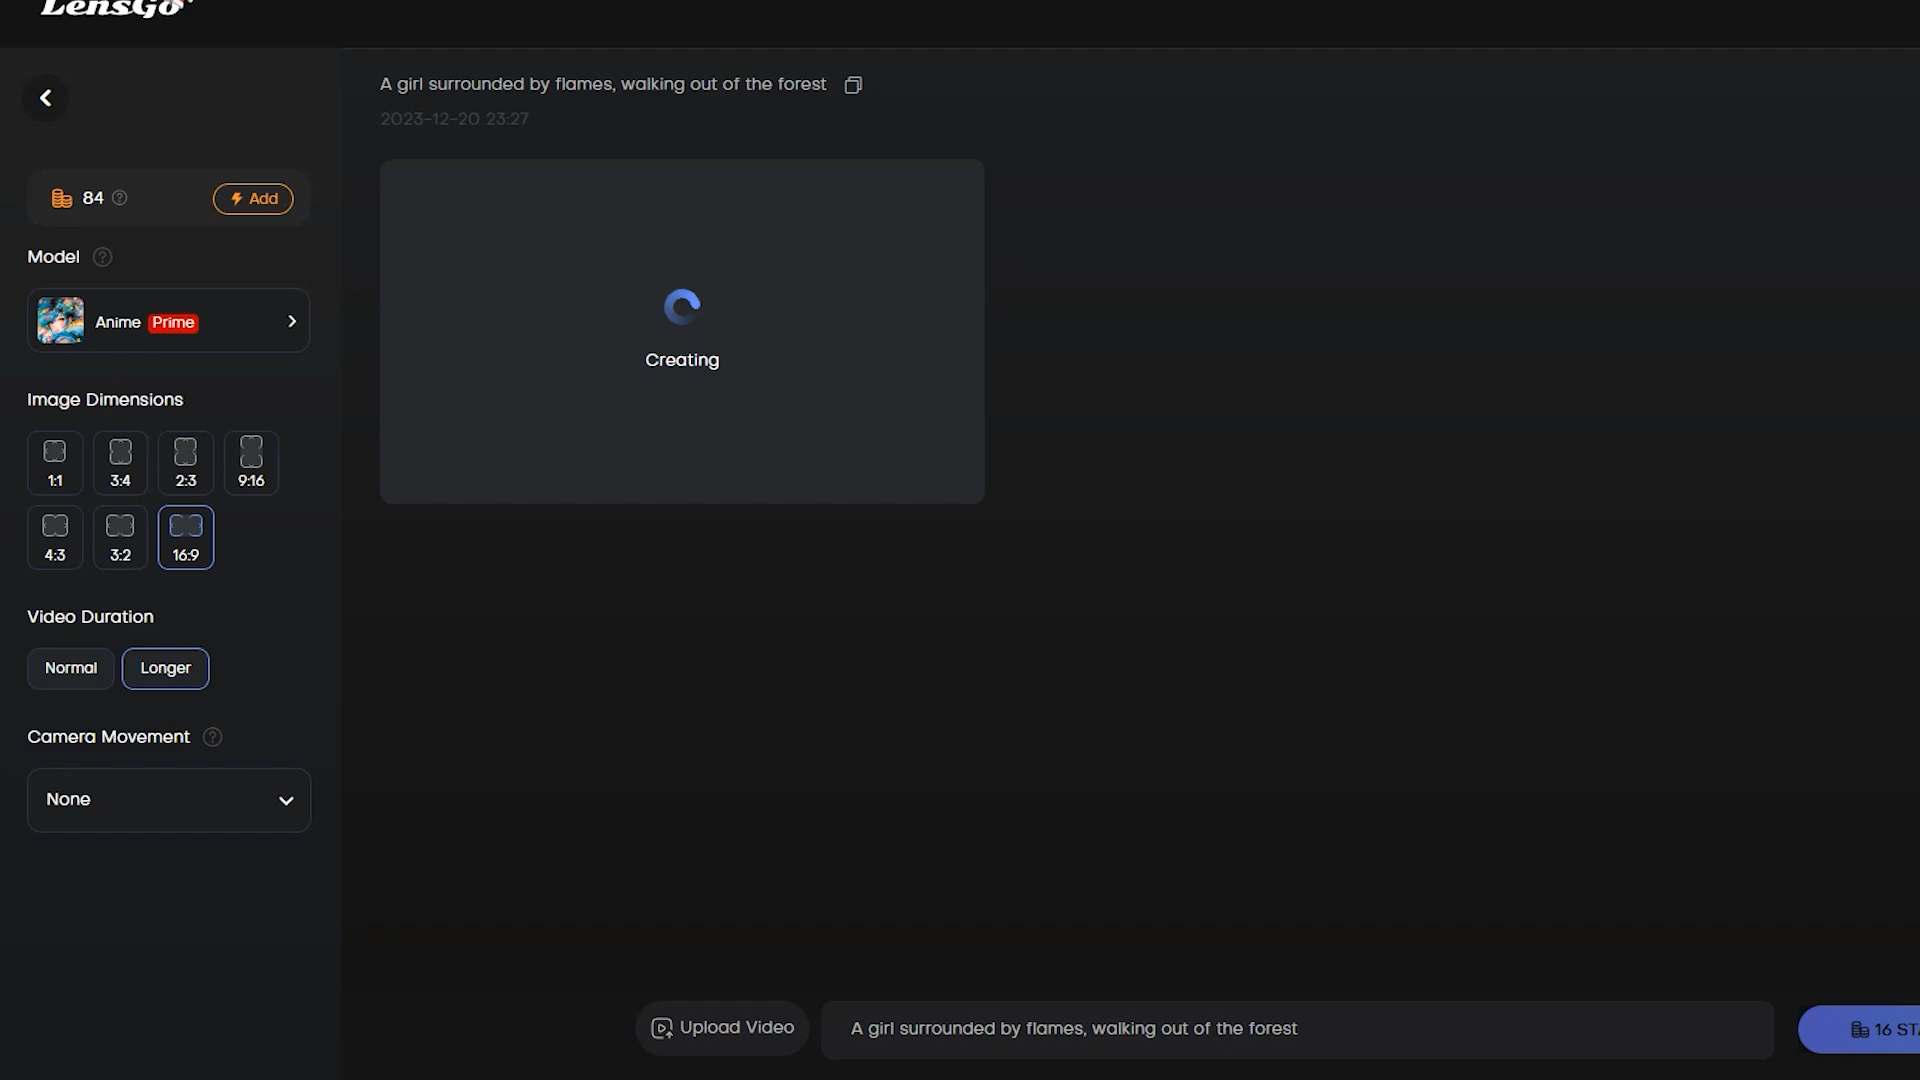 LensGo
A girl surrounded by flames, walking out of the forest
2023-12-20 23:27
84
Add
Model
Anime Prime
Creating
Image Dimensions
1:1 3:4 2:3 9:16
4:3 3:2 16:9
Video Duration
Normal Longer
Camera Movement
None
Upload Video
A girl surrounded by flames, walking out of the forest
16 STA